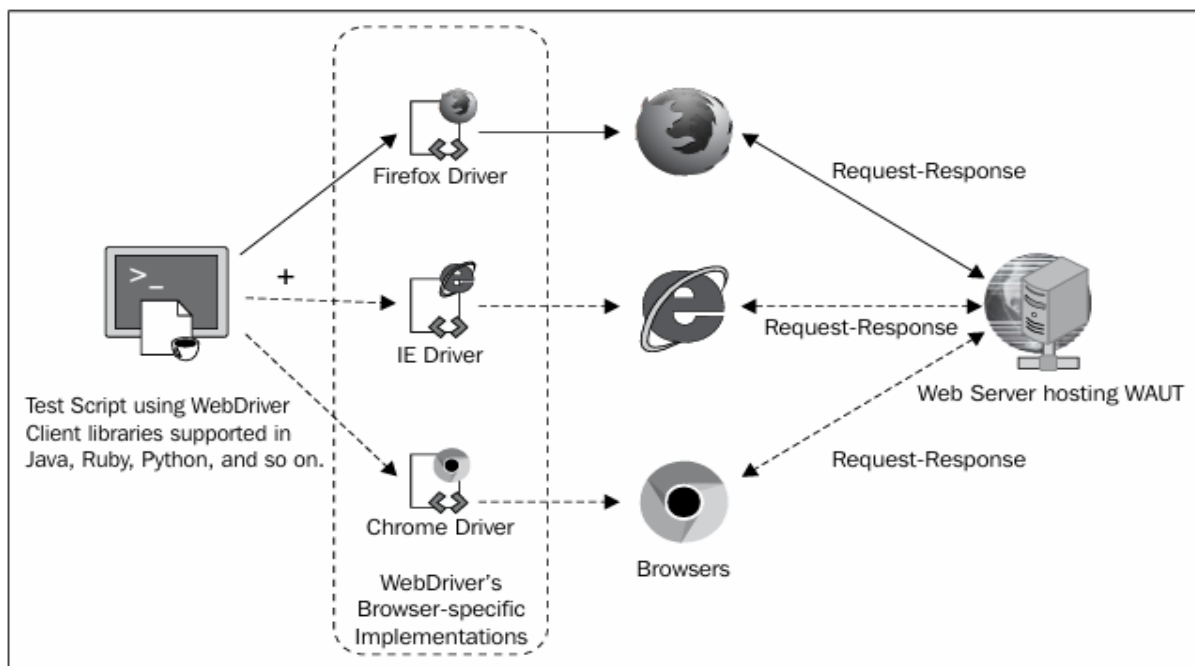 Firefox Driver
Request-Response
>_
+
IE Driver
Request-Response
Web Server hosting WAUT
Test Script using WebDriver
Client libraries supported in
Java, Ruby, Python, and so on.
Request-Response
Chrome Driver
Browsers
WebDriver's
Browser-specific
Implementations